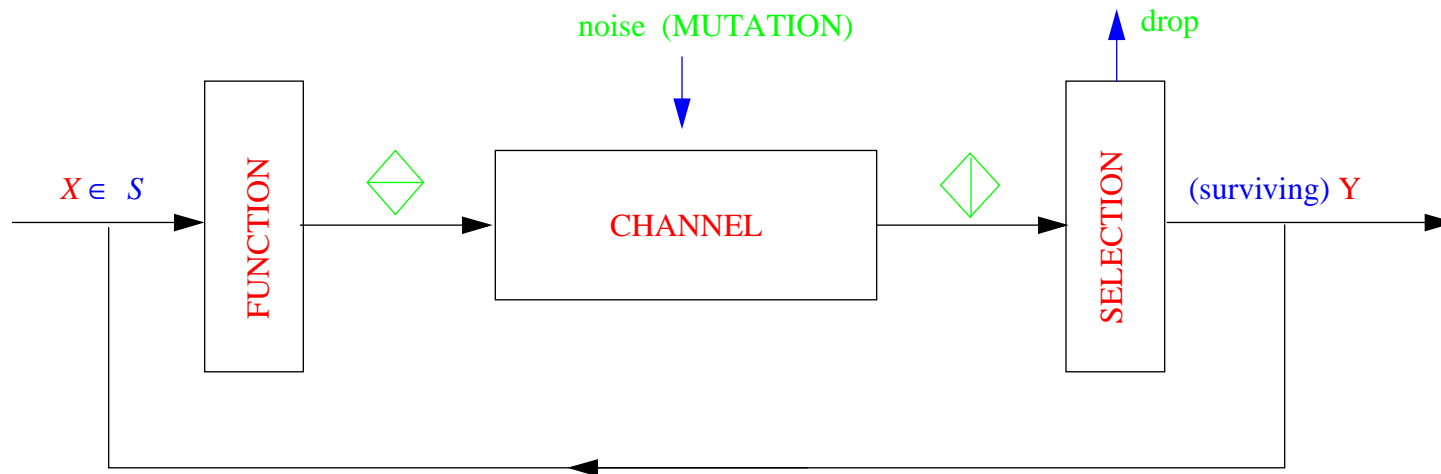 noise (MUTATION)
drop
X ∈ S
FUNCTION
CHANNEL
SELECTION
(surviving) Y